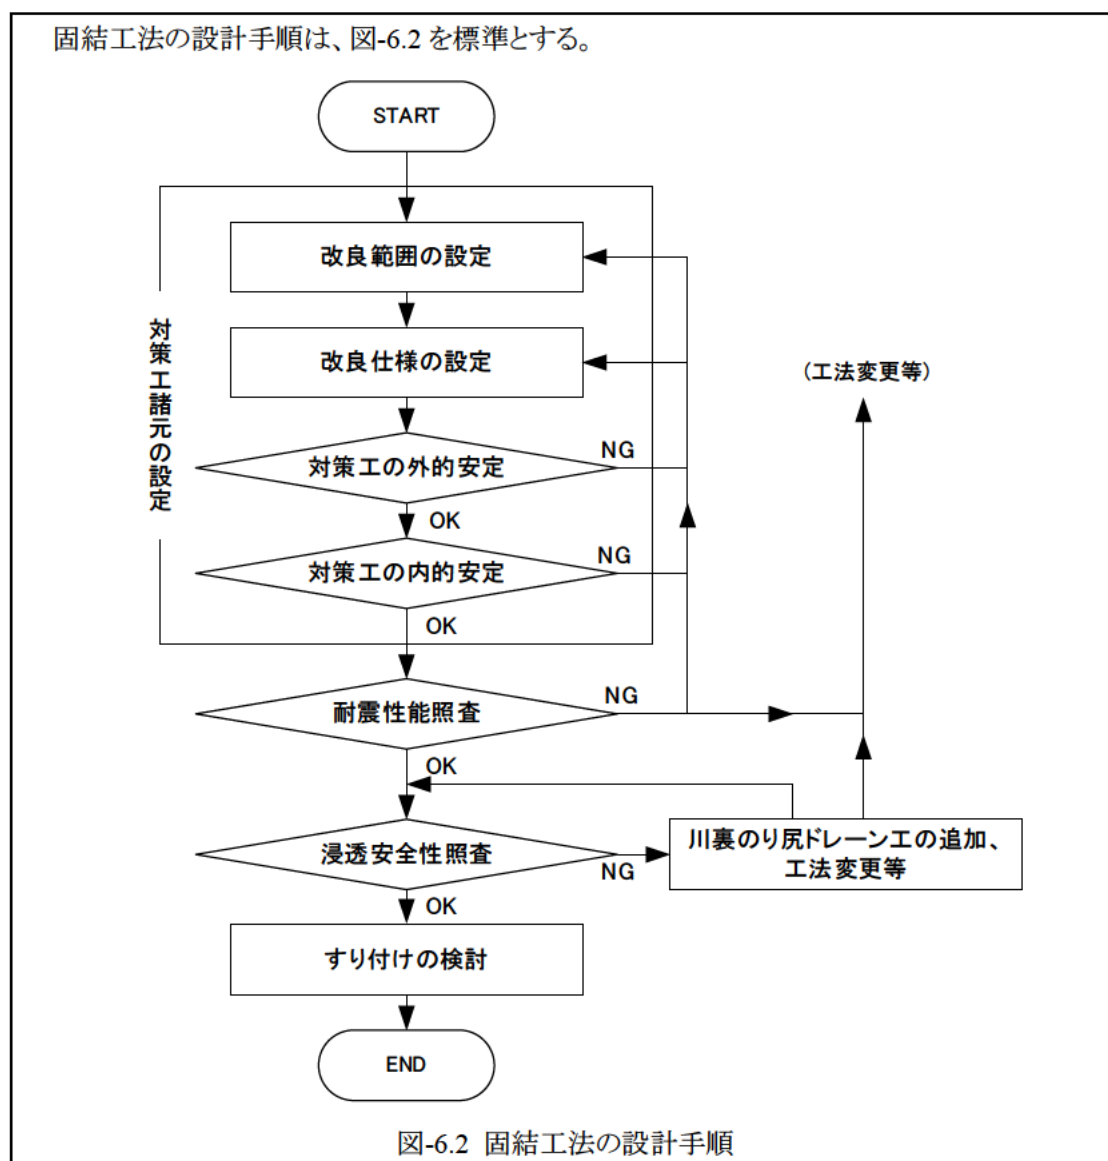 固結工法の設計手順は、図-6.2 を標準とする。
START
改良範囲の設定
改良仕様の設定
対策工諸元の設定
(工法変更等)
対策工の外的安定
NG
OK
対策工の内的安定
NG
OK
耐震性能照査
NG
OK
浸透安全性照査
NG
川裏のり尻ドレーン工の追加、
工法変更等
OK
すり付けの検討
END
図-6.2 固結工法の設計手順